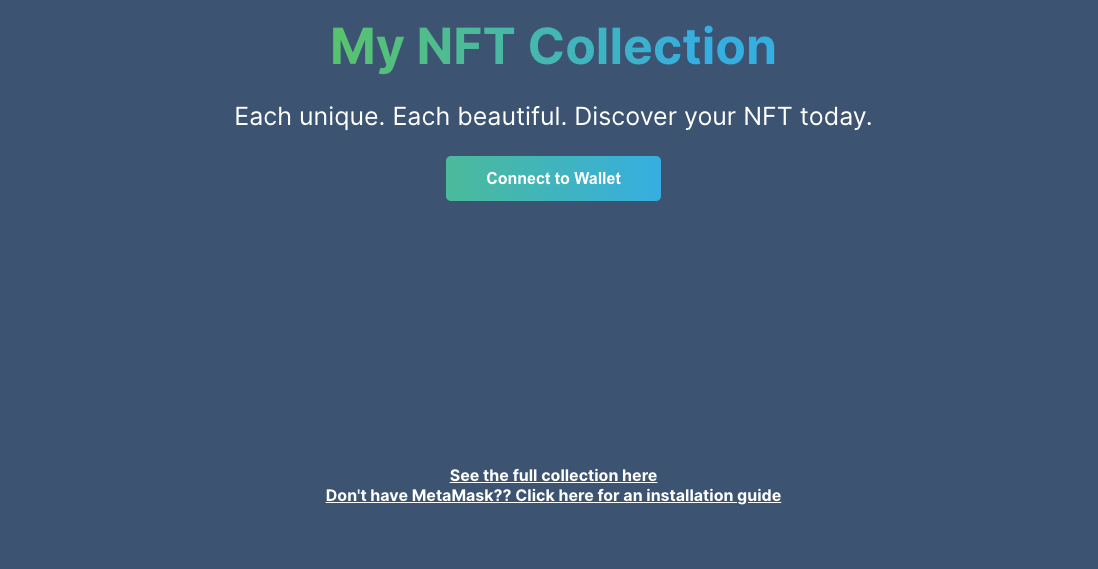 My NFT Collection
Each unique. Each beautiful. Discover your NFT today.
Connect to Wallet
See the full collection here
Don't have MetaMask?? Click here for an installation guide